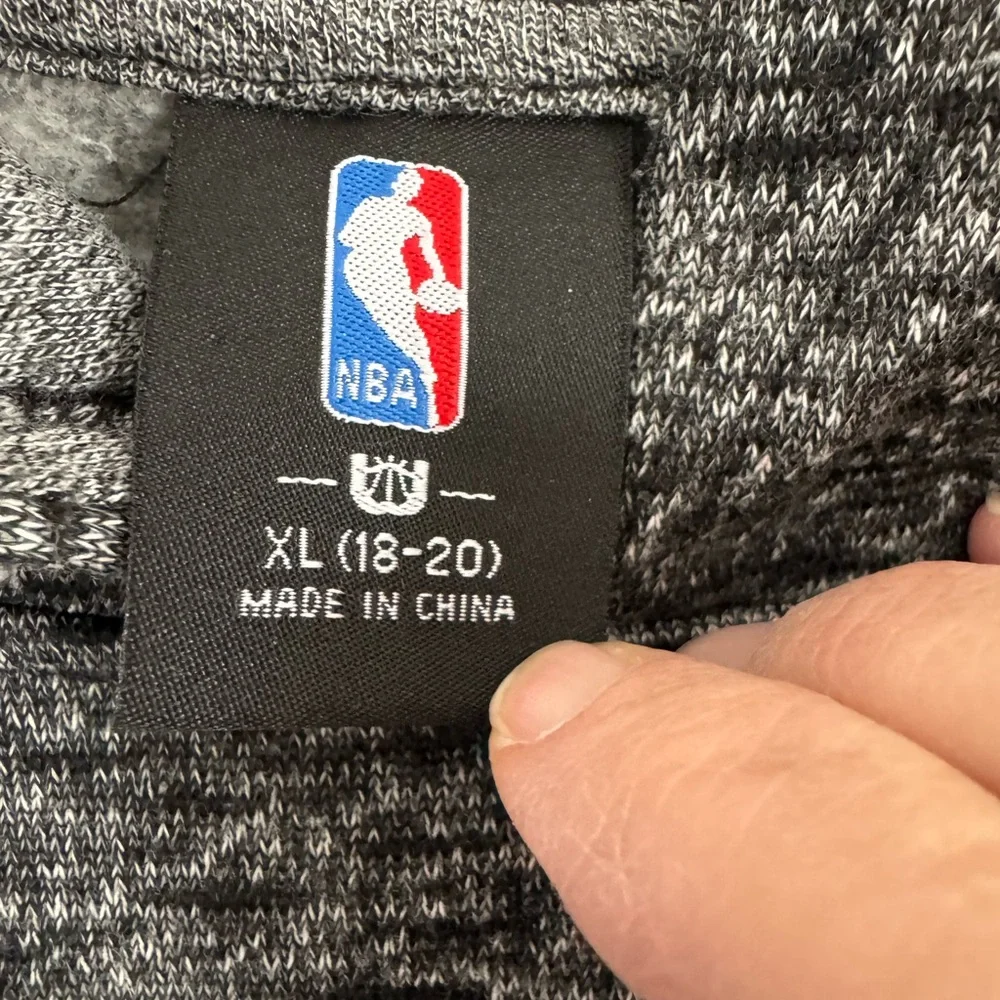 NBA
XL (18-20)
MADE IN CHINA